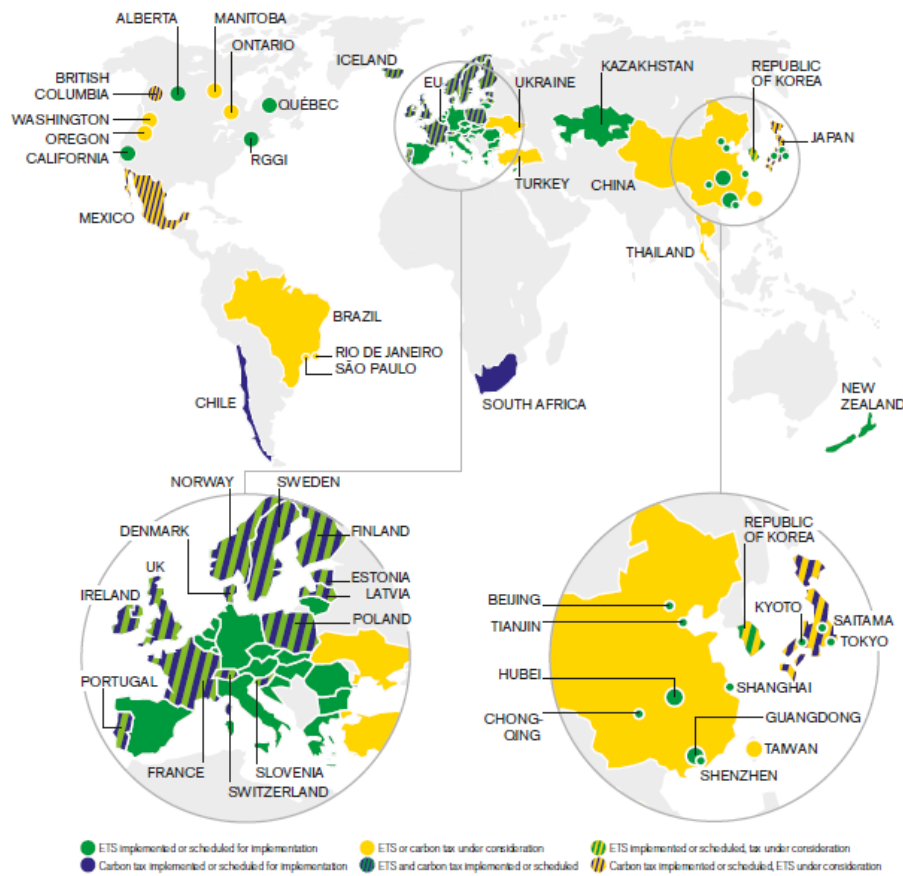 ALBERTA
MANITOBA
ONTARIO
ICELAND
BRITISH
COLUMBIA
EU
UKRAINE
KAZAKHSTAN
REPUBLIC
OF KOREA
QUÉBEC
WASHINGTON
OREGON
CALIFORNIA
RGGI
JAPAN
TURKEY
CHINA
MEXICO
THAILAND
BRAZIL
RIO DE JANEIRO
SÃO PAULO
CHILE
SOUTH AFRICA
NEW
ZEALAND
NORWAY
SWEDEN
DENMARK
FINLAND
UK
IRELAND
ESTONIA
LATVIA
POLAND
PORTUGAL
FRANCE
SLOVENIA
SWITZERLAND
REPUBLIC
OF KOREA
BEIJING
TIANJIN
KYOTO
SAITAMA
TOKYO
HUBEI
SHANGHAI
CHONG-
QING
GUANGDONG
TAIWAN
SHENZHEN
ETS implemented or scheduled for implementation
ETS or carbon tax under consideration
ETS implemented or scheduled, tax under consideration
Carbon tax implemented or scheduled for implementation
ETS and carbon tax implemented or scheduled
Carbon tax implemented or scheduled, ETS under consideration